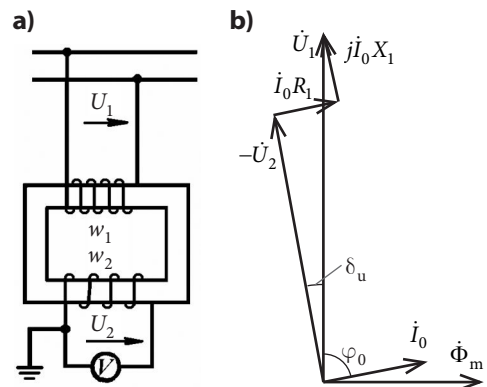 a)
U₁
w₁
w₂
U₂
V
b)
U̇₁
jİ₀X₁
İ₀R₁
−U̇₂
δᵤ
φ₀
İ₀
Φ̇ₘ